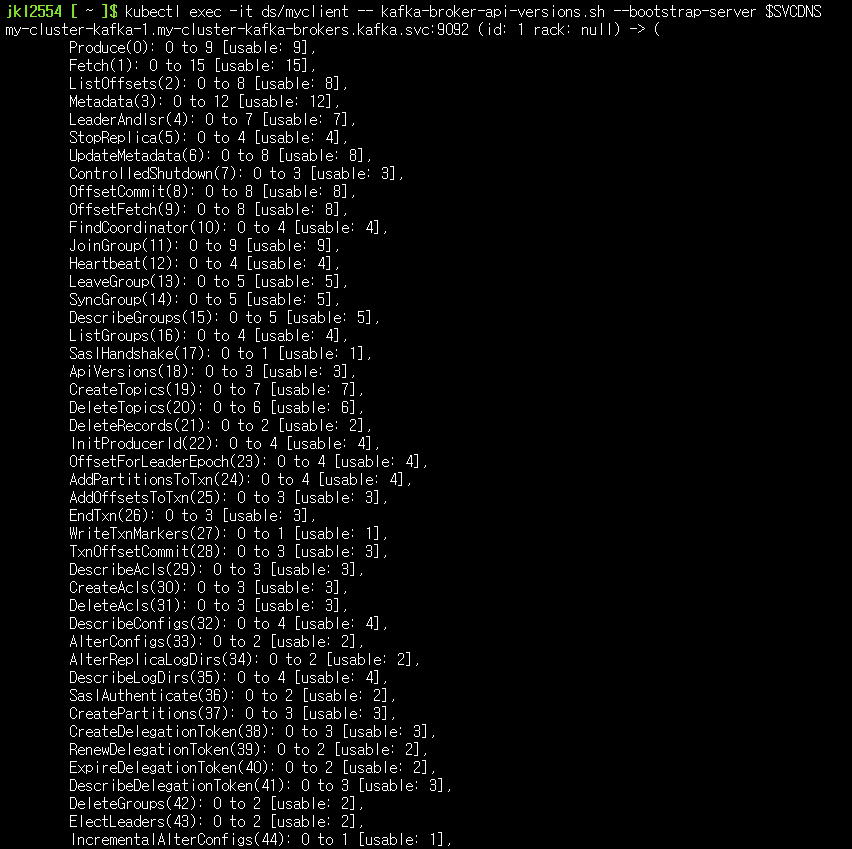 jkl2554 [ ~ ]$ kubectl exec -it ds/myclient -- kafka-broker-api-versions.sh --bootstrap-server $SVCDNS
my-cluster-kafka-1.my-cluster-kafka-brokers.kafka.svc:9092 (id: 1 rack: null) -> (
Produce(0): 0 to 9 [usable: 9],
Fetch(1): 0 to 15 [usable: 15],
ListOffsets(2): 0 to 8 [usable: 8],
Metadata(3): 0 to 12 [usable: 12],
LeaderAndIsr(4): 0 to 7 [usable: 7],
StopReplica(5): 0 to 4 [usable: 4],
UpdateMetadata(6): 0 to 8 [usable: 8],
ControlledShutdown(7): 0 to 3 [usable: 3],
OffsetCommit(8): 0 to 8 [usable: 8],
OffsetFetch(9): 0 to 8 [usable: 8],
FindCoordinator(10): 0 to 4 [usable: 4],
JoinGroup(11): 0 to 9 [usable: 9],
Heartbeat(12): 0 to 4 [usable: 4],
LeaveGroup(13): 0 to 5 [usable: 5],
SyncGroup(14): 0 to 5 [usable: 5],
DescribeGroups(15): 0 to 5 [usable: 5],
ListGroups(16): 0 to 4 [usable: 4],
SaslHandshake(17): 0 to 1 [usable: 1],
ApiVersions(18): 0 to 3 [usable: 3],
CreateTopics(19): 0 to 7 [usable: 7],
DeleteTopics(20): 0 to 6 [usable: 6],
DeleteRecords(21): 0 to 2 [usable: 2],
InitProducerId(22): 0 to 4 [usable: 4],
OffsetForLeaderEpoch(23): 0 to 4 [usable: 4],
AddPartitionsToTxn(24): 0 to 4 [usable: 4],
AddOffsetsToTxn(25): 0 to 3 [usable: 3],
EndTxn(26): 0 to 3 [usable: 3],
WriteTxnMarkers(27): 0 to 1 [usable: 1],
TxnOffsetCommit(28): 0 to 3 [usable: 3],
DescribeAcls(29): 0 to 3 [usable: 3],
CreateAcls(30): 0 to 3 [usable: 3],
DeleteAcls(31): 0 to 3 [usable: 3],
DescribeConfigs(32): 0 to 4 [usable: 4],
AlterConfigs(33): 0 to 2 [usable: 2],
AlterReplicaLogDirs(34): 0 to 2 [usable: 2],
DescribeLogDirs(35): 0 to 4 [usable: 4],
SaslAuthenticate(36): 0 to 2 [usable: 2],
CreatePartitions(37): 0 to 3 [usable: 3],
CreateDelegationToken(38): 0 to 3 [usable: 3],
RenewDelegationToken(39): 0 to 2 [usable: 2],
ExpireDelegationToken(40): 0 to 2 [usable: 2],
DescribeDelegationToken(41): 0 to 3 [usable: 3],
DeleteGroups(42): 0 to 2 [usable: 2],
ElectLeaders(43): 0 to 2 [usable: 2],
IncrementalAlterConfigs(44): 0 to 1 [usable: 1],